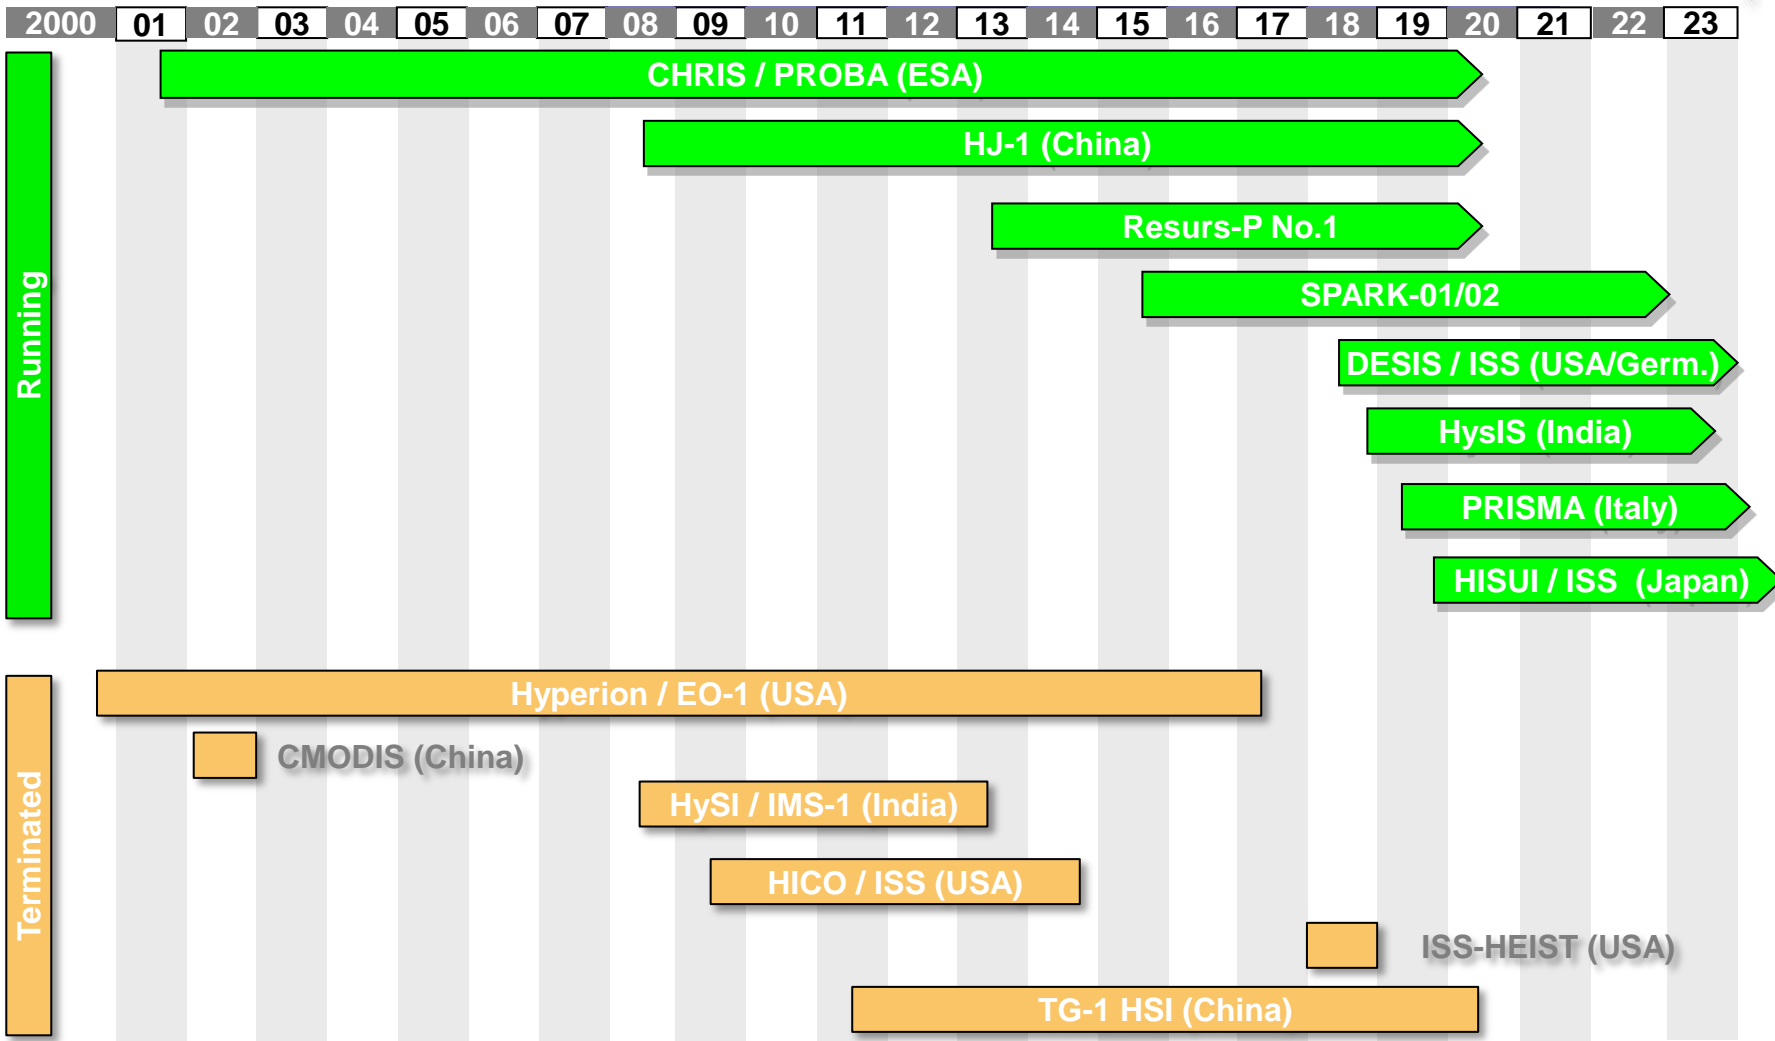 2000 01 02 03 04 05 06 07 08 09 10 11 12 13 14 15 16 17 18 19 20 21 22 23
Running
CHRIS / PROBA (ESA)
HJ-1 (China)
Resurs-P No.1
SPARK-01/02
DESIS / ISS (USA/Germ.)
HysIS (India)
PRISMA (Italy)
HISUI / ISS (Japan)
Terminated
Hyperion / EO-1 (USA)
CMODIS (China)
HySI / IMS-1 (India)
HICO / ISS (USA)
ISS-HEIST (USA)
TG-1 HSI (China)